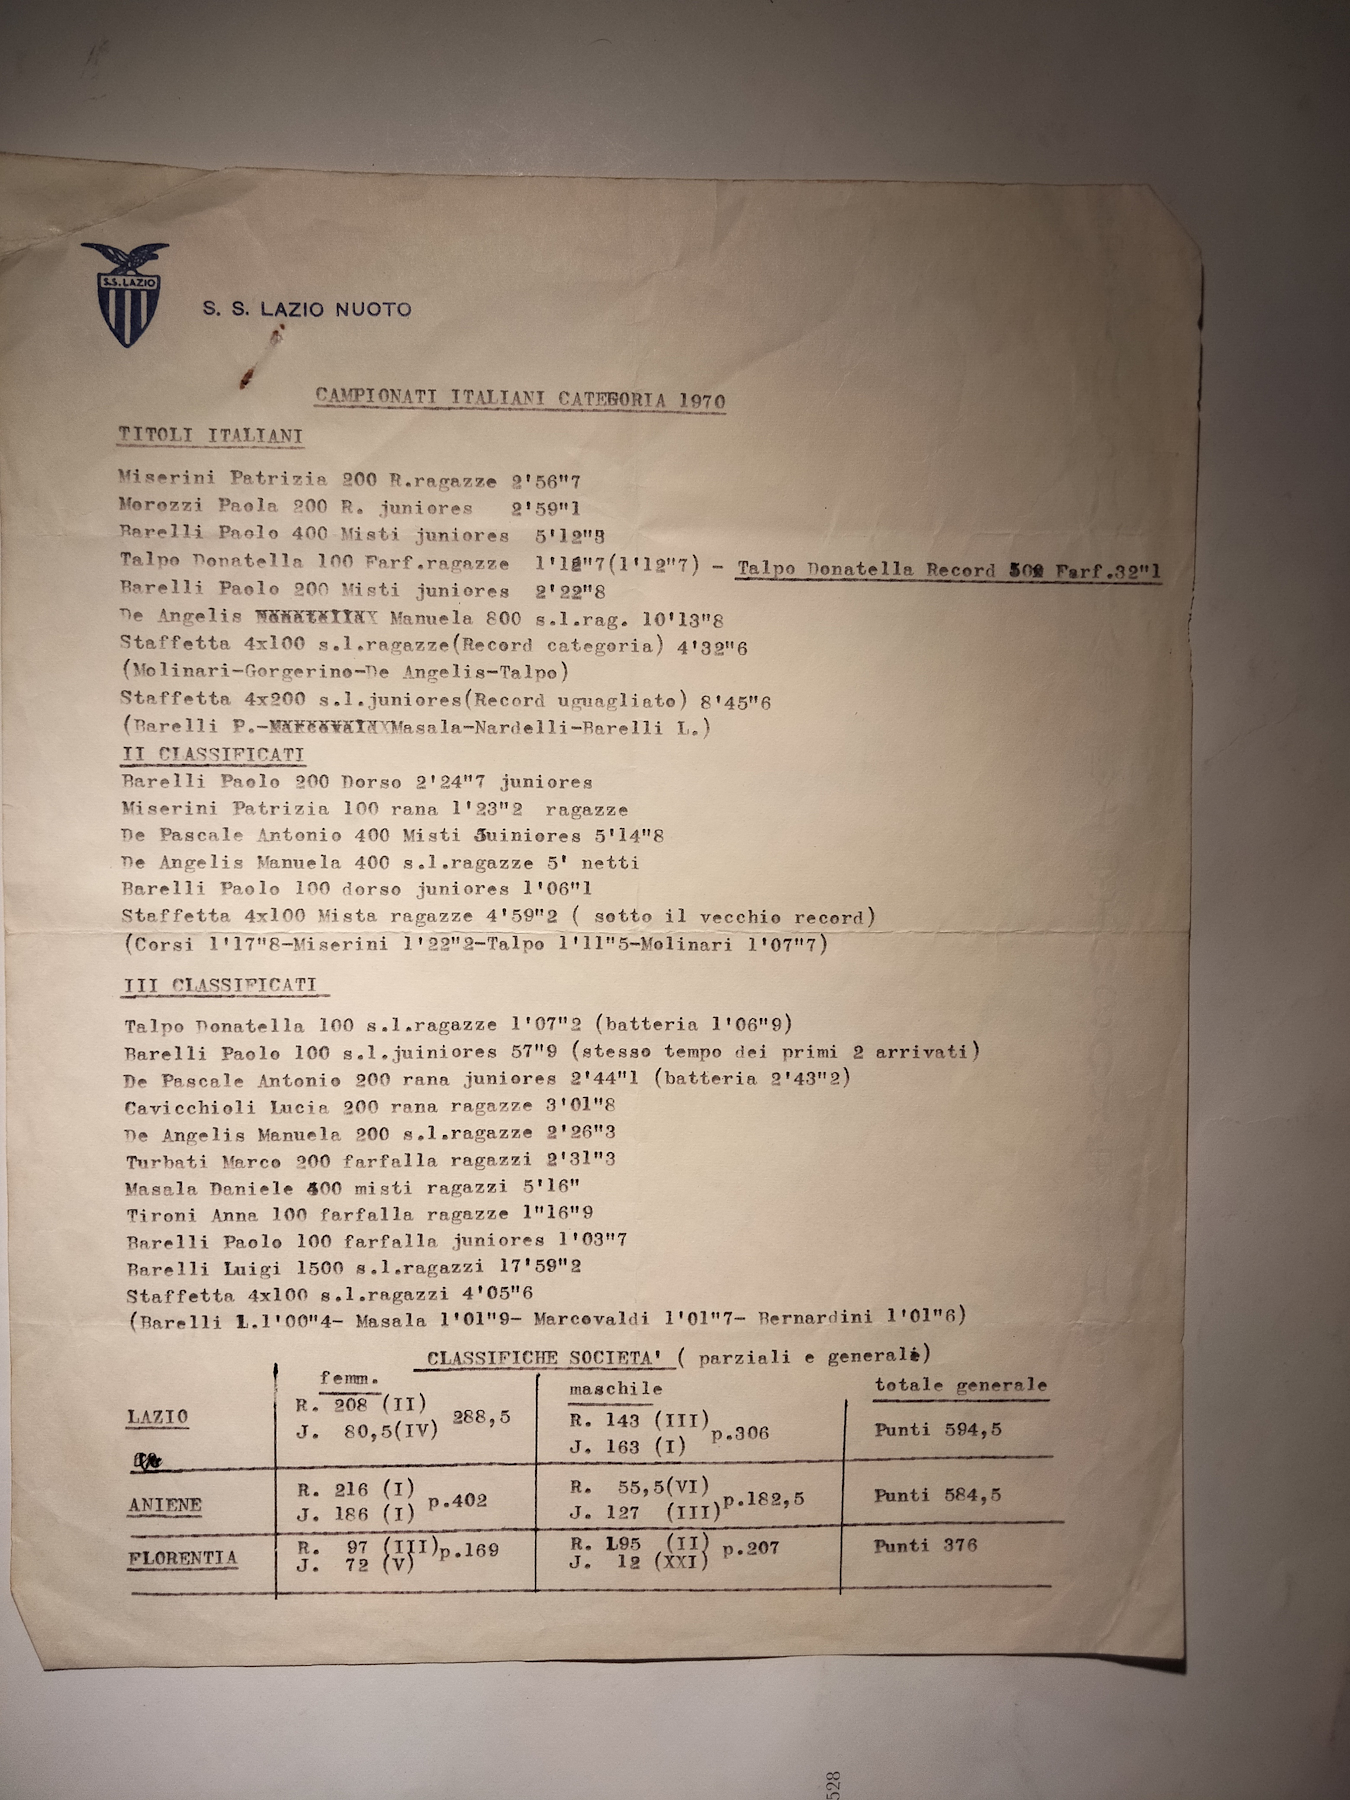 S.S. LAZIO
S. S. LAZIO NUOTO
CAMPIONATI ITALIANI CATEGORIA 1970
TITOLI ITALIANI
Miserini Patrizia 200 R.ragazze 2'56"7
Morozzi Paola 200 R. juniores 2'59"1
Barelli Paolo 400 Misti juniores 5'12"3
Talpo Donatella 100 Farf.ragazze 1'12"7(1'12"7) - Talpo Donatella Record 50 Farf.32"1
Barelli Paolo 200 Misti juniores 2'22"8
De Angelis Manuela 800 s.l.rag. 10'13"8
Staffetta 4x100 s.l.ragazze(Record categoria) 4'32"6
(Molinari-Gorgerino-De Angelis-Talpo)
Staffetta 4x200 s.l.juniores(Record uguagliato) 8'45"6
(Barelli P.-Masala-Nardelli-Barelli L.)
II CLASSIFICATI
Barelli Paolo 200 Dorso 2'24"7 juniores
Miserini Patrizia 100 rana 1'23"2 ragazze
De Pascale Antonio 400 Misti Juiniores 5'14"8
De Angelis Manuela 400 s.l.ragazze 5' netti
Barelli Paolo 100 dorso juniores 1'06"1
Staffetta 4x100 Mista ragazze 4'59"2 ( sotto il vecchio record)
(Corsi 1'17"8-Miserini 1'22"2-Talpo 1'11"5-Molinari 1'07"7)
III CLASSIFICATI
Talpo Donatella 100 s.l.ragazze 1'07"2 (batteria 1'06"9)
Barelli Paolo 100 s.l.juiniores 57"9 (stesso tempo dei primi 2 arrivati)
De Pascale Antonio 200 rana juniores 2'44"1 (batteria 2'43"2)
Cavicchioli Lucia 200 rana ragazze 3'01"8
De Angelis Manuela 200 s.l.ragazze 2'26"3
Turbati Marco 200 farfalla ragazzi 2'31"3
Masala Daniele 400 misti ragazzi 5'16"
Tironi Anna 100 farfalla ragazze 1"16"9
Barelli Paolo 100 farfalla juniores 1'03"7
Barelli Luigi 1500 s.l.ragazzi 17'59"2
Staffetta 4x100 s.l.ragazzi 4'05"6
(Barelli L.1'00"4- Masala 1'01"9- Marcovaldi 1'01"7- Bernardini 1'01"6)
CLASSIFICHE SOCIETA' ( parziali e generali)
femm. maschile totale generale
LAZIO R. 208 (II) 288,5 R. 143 (III) p.306 Punti 594,5
J. 80,5(IV) J. 163 (I)
ANIENE R. 216 (I) p.402 R. 55,5(VI) p.182,5 Punti 584,5
J. 186 (I) J. 127 (III)
FLORENTIA R. 97 (III) p.169 R. 195 (II) p.207 Punti 376
J. 72 (V) J. 12 (XXI)
528